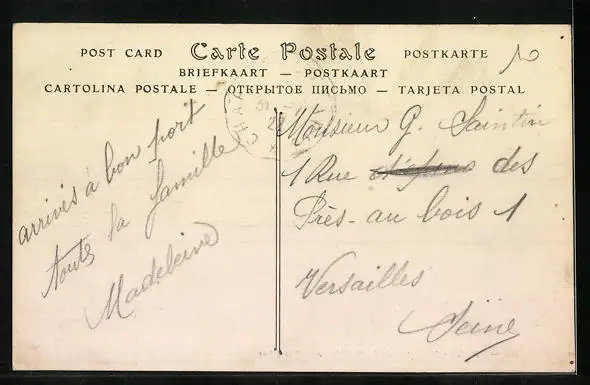 POST CARD Carte Postale POSTKARTE
BRIEFKAART — POSTKAART
CARTOLINA POSTALE — ОТКРЫТОЕ ПИСЬМО — TARJETA POSTAL
arrivés à bon port
toute la famille
Madeleine
Monsieur G. Saintin
1 Rue des
Près-au bois 1
Versailles
Seine